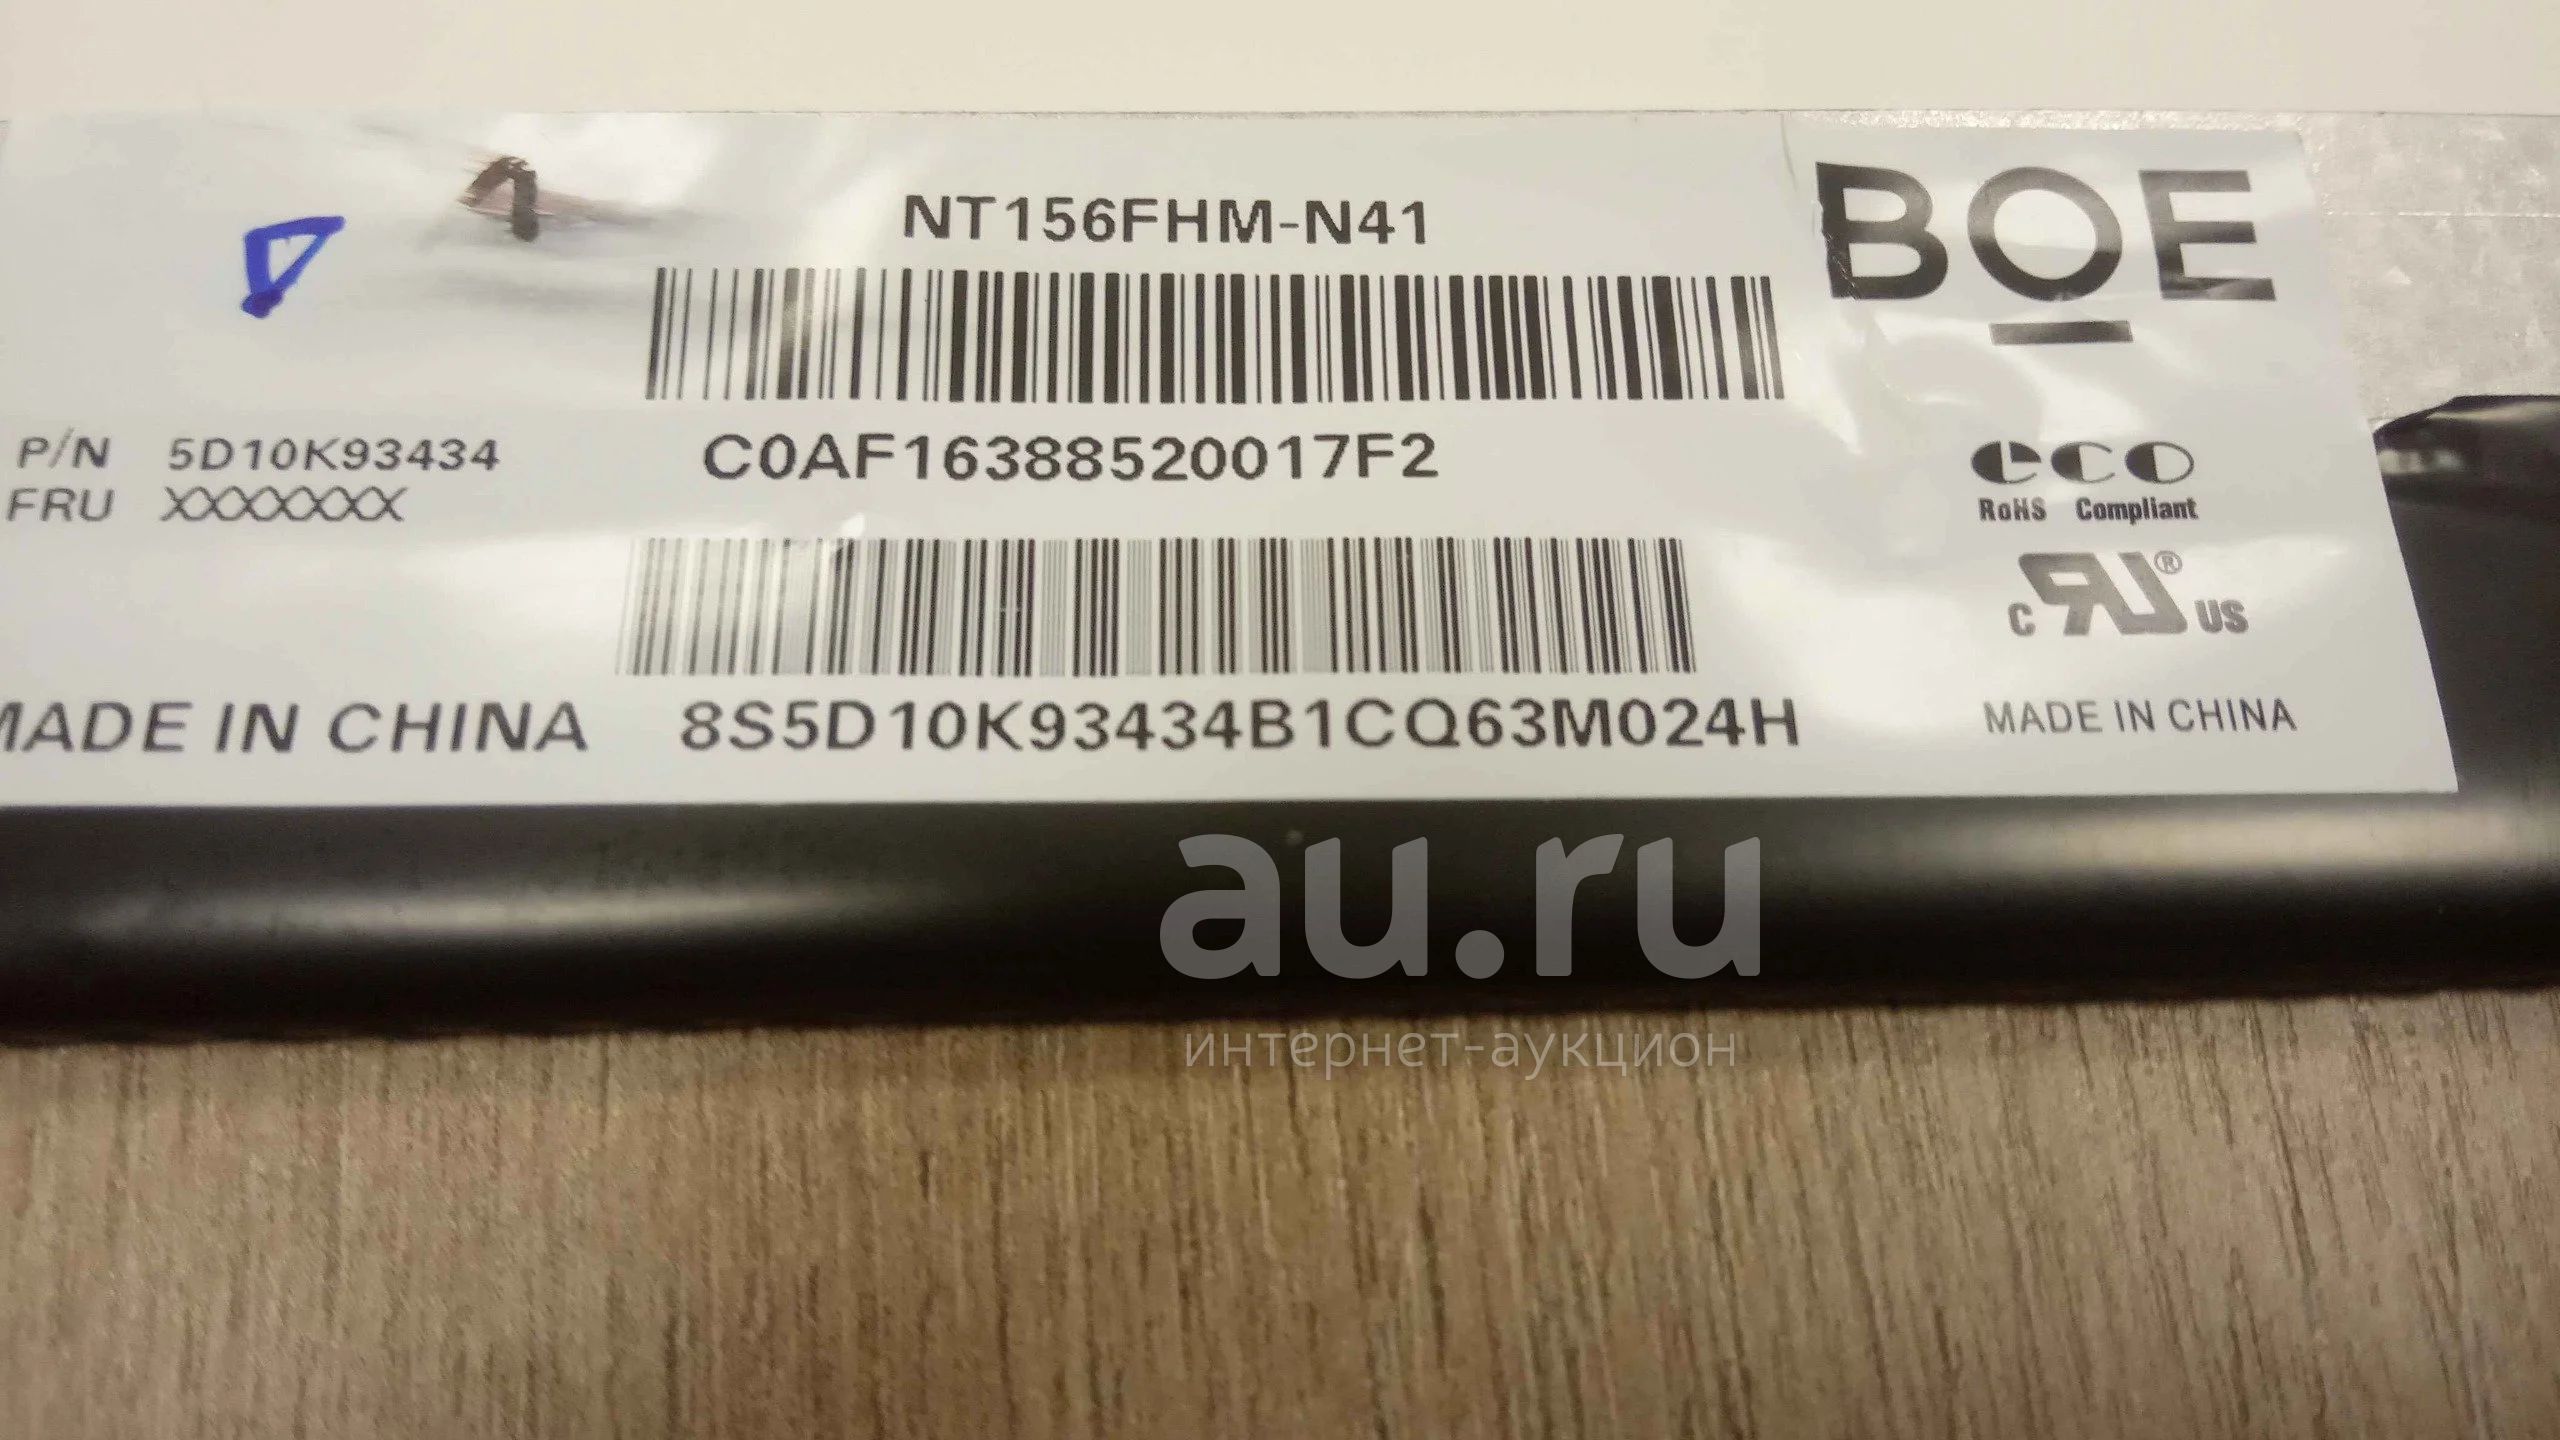 NT156FHM-N41
BOE
P/N 5D10K93434
FRU XXXXXXX
C0AF16388520017F2
eco
RoHS Compliant
c RU ® US
MADE IN CHINA
8S5D10K93434B1CQ63M024H
MADE IN CHINA
au.ru
интернет-аукцион